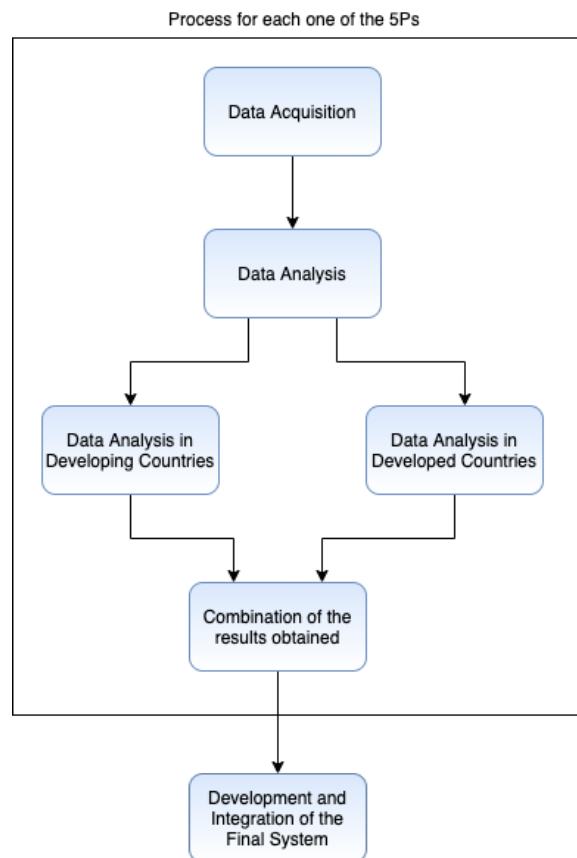 Process for each one of the 5Ps
Data Acquisition
Data Analysis
Data Analysis in
Developing Countries
Data Analysis in
Developed Countries
Combination of the
results obtained
Development and
Integration of the
Final System